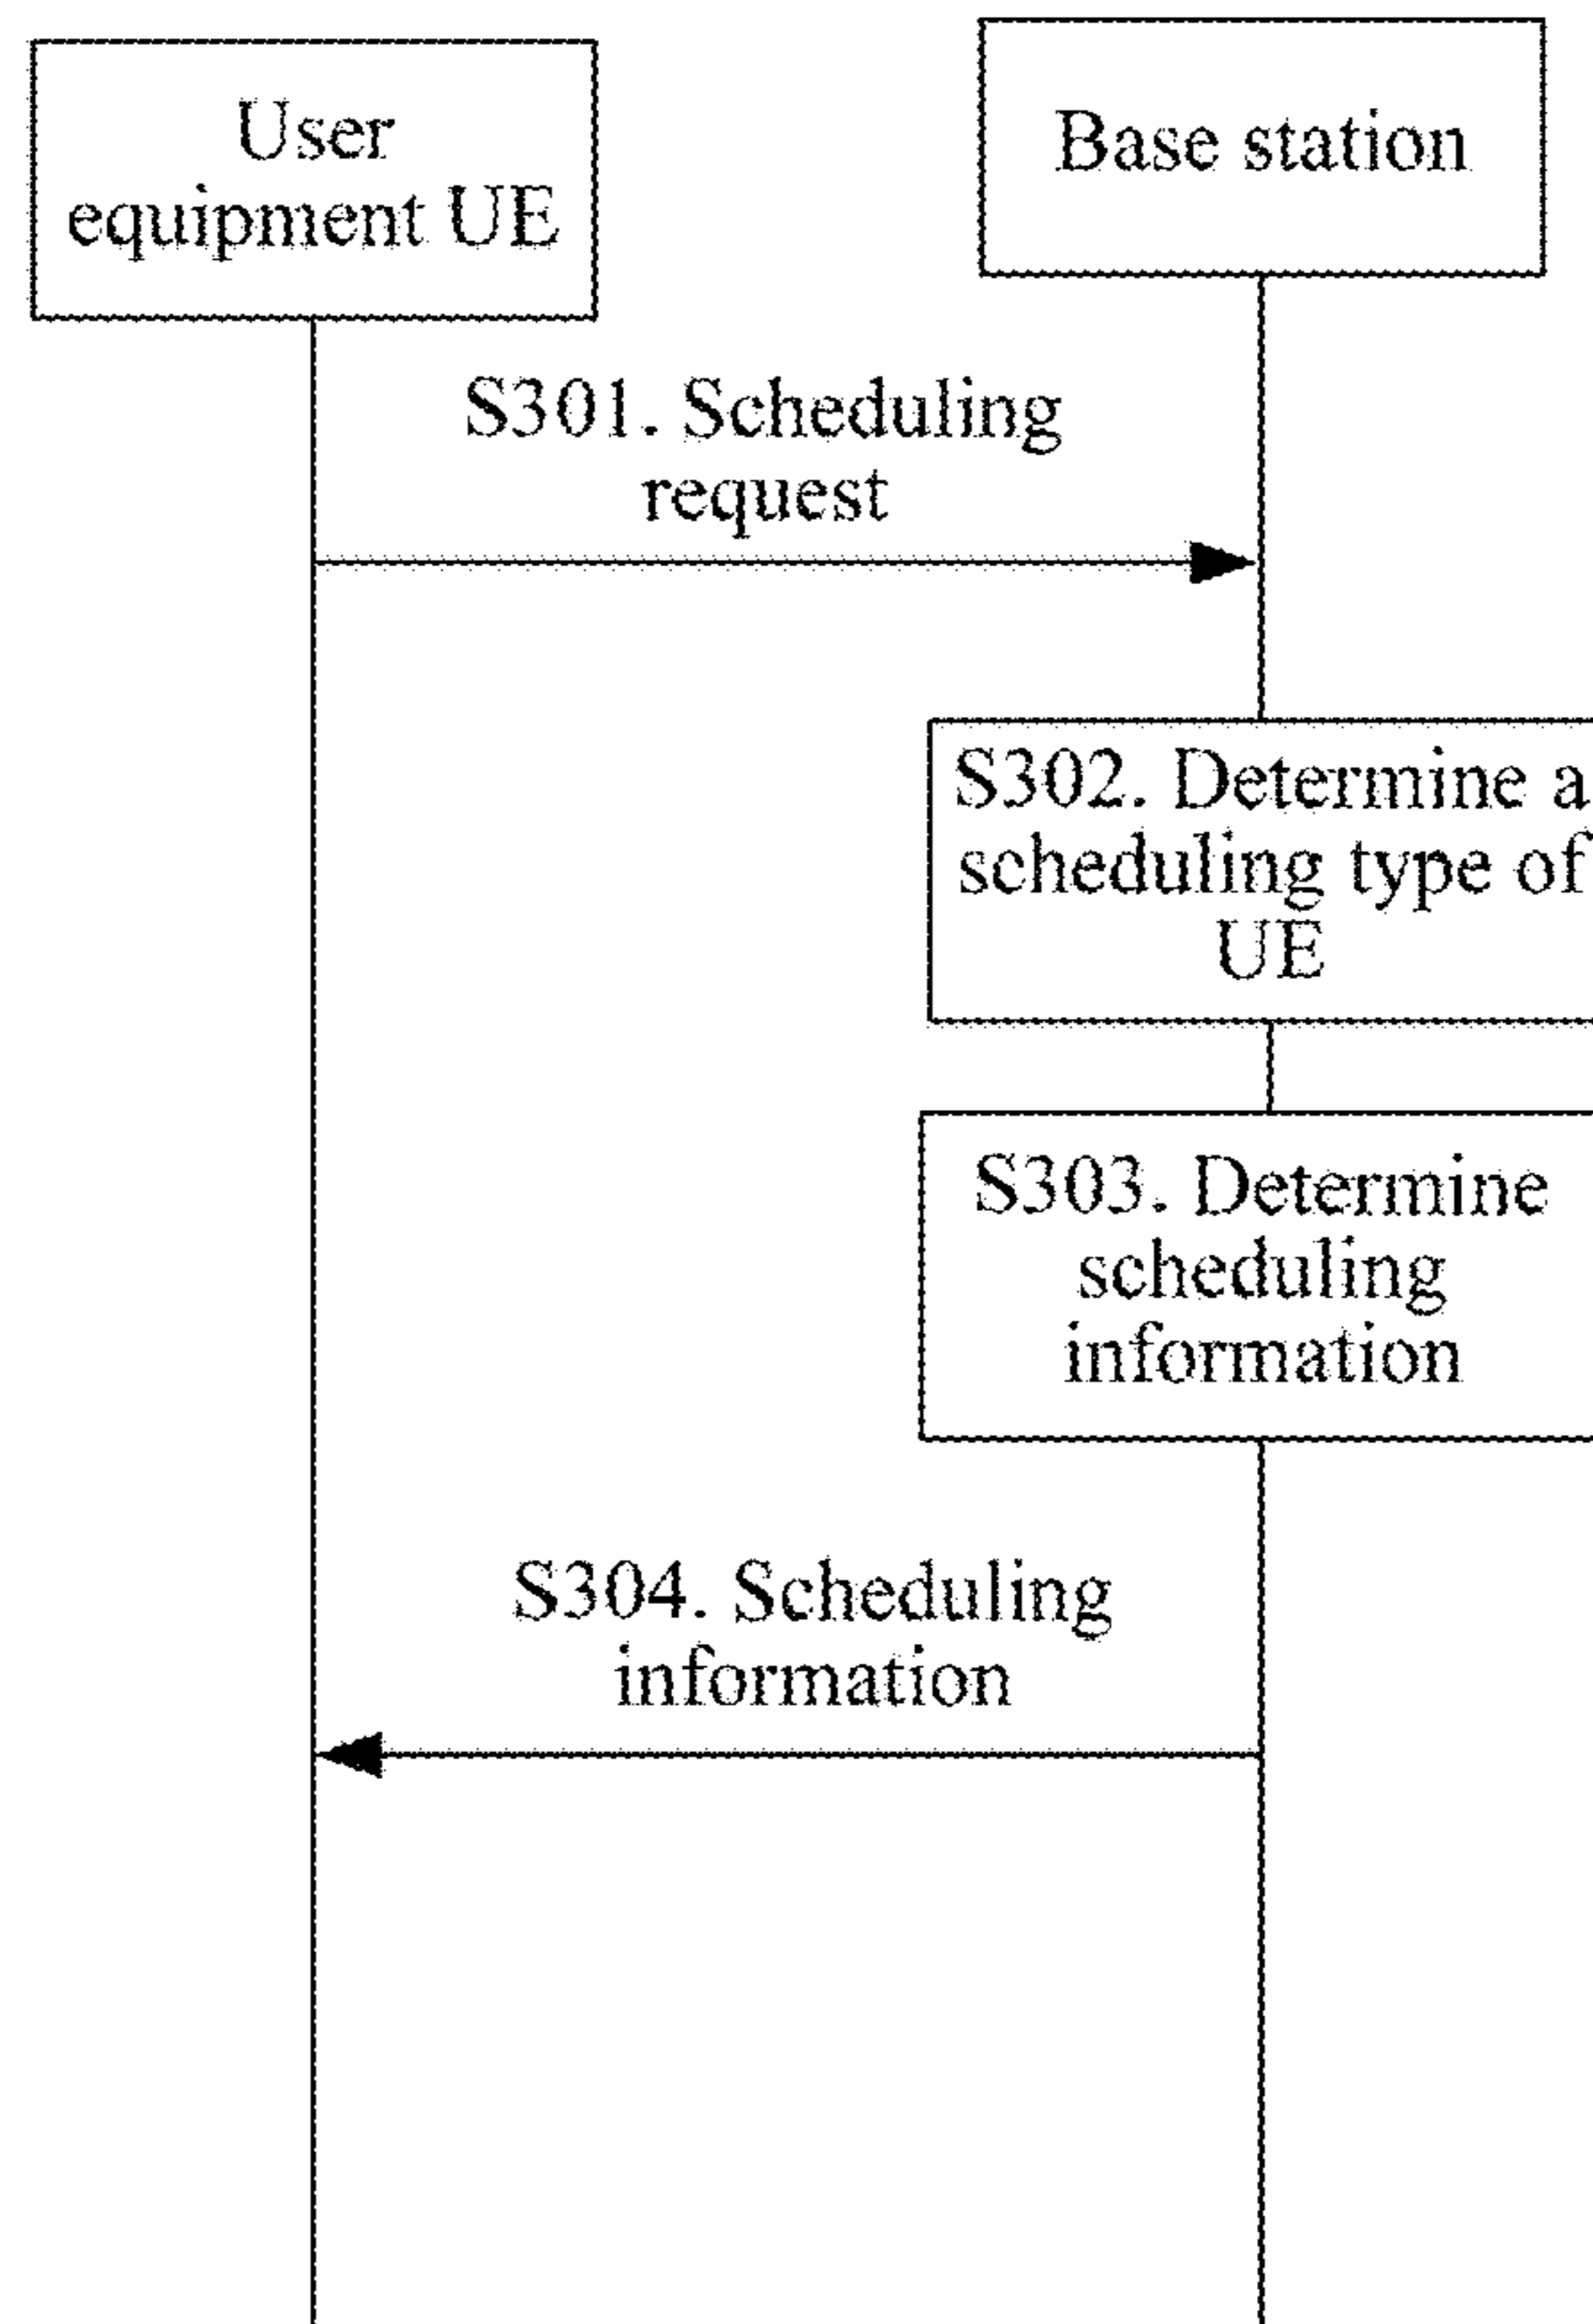 User
equipment UE
Base station
S301. Scheduling
request
S302. Determine a
scheduling type of
UE
S303. Determine
scheduling
information
S304. Scheduling
information